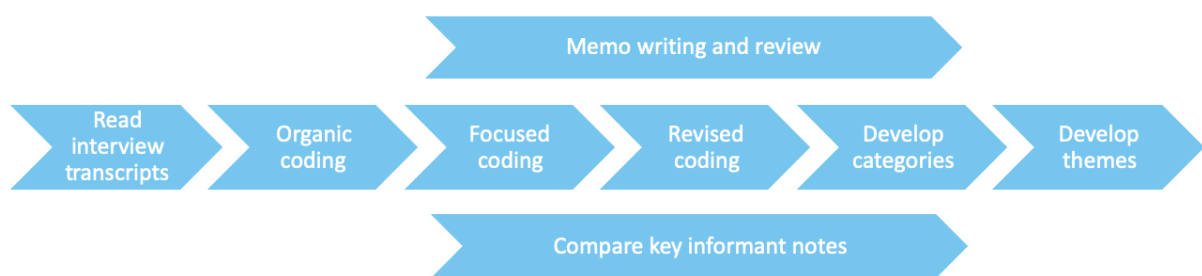 Memo writing and review
Read
interview
transcripts
Organic
coding
Focused
coding
Revised
coding
Develop
categories
Develop
themes
Compare key informant notes